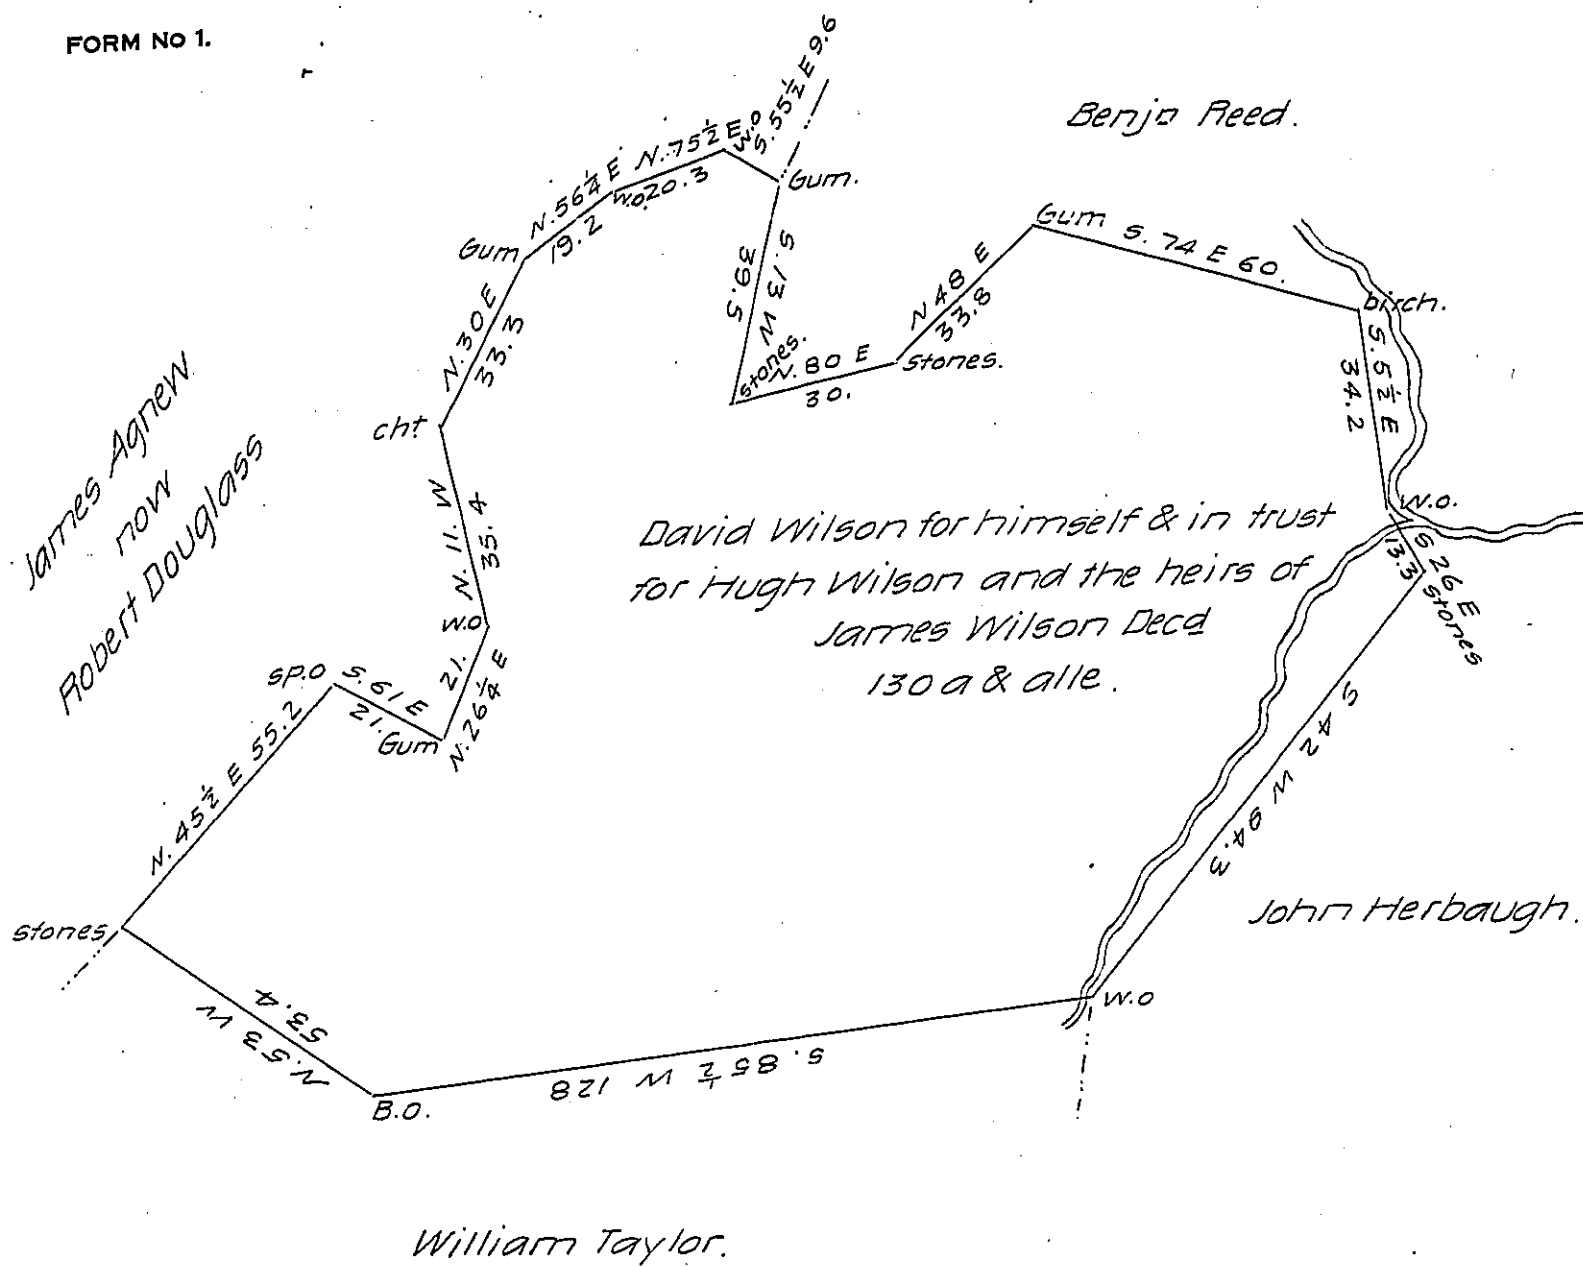 FORM No 1.
Benjn Reed.
S. 55½ E 9.6
W.O
Gum.
N. 75½ E
20.3
W.O.
N. 56¼ E
19.2
Gum
N. 30 E
33.3
cht
N. 11. W
35.4
W.O
N. 26¼ E
21.
Gum
S. 61 E
21.
SP.O
N. 45½ E 55.2
stones
S. 13 W
39.5
stones.
N. 80 E
30.
stones.
N 48 E
33.8
Gum
S. 74 E 60.
birch.
S. 5½ E
34.2
W.O.
S 26 E
13.3
stones
S 42 W 94.3
W.O
S. 85½ W 128
B.O.
N. 53 W
53.4
James Agnew
now
Robert Douglass
David Wilson for himself & in trust
for Hugh Wilson and the heirs of
James Wilson Decd
130 a & alle.
John Herbaugh.
William Taylor.